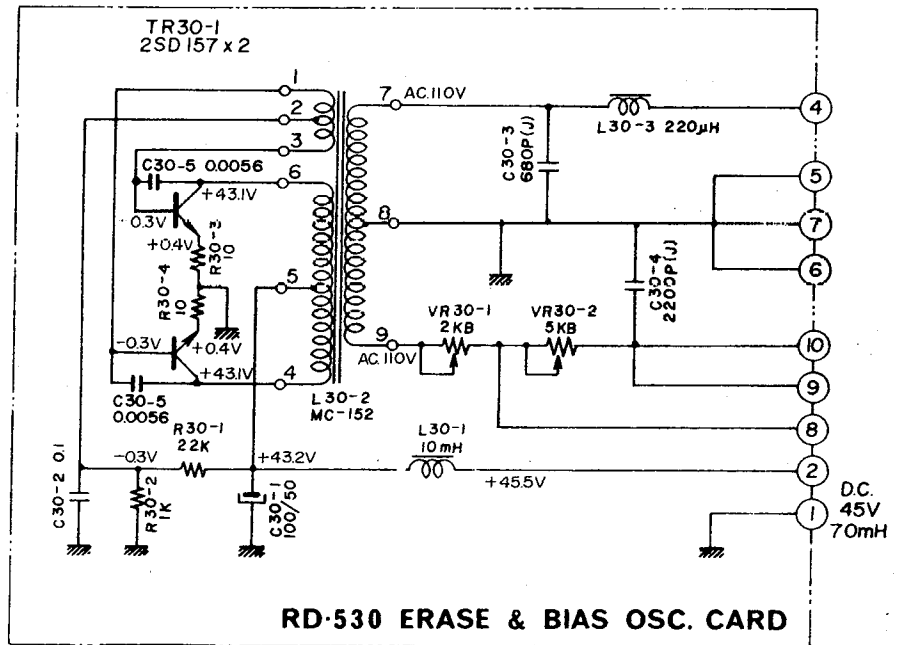 TR30-1
2SD 157 x 2
1
2
3
C30-5 0.0056
6
+43.1V
-0.3V
+0.4V
R30-3
10
R30-4
10
5
-0.3V
+0.4V
+43.1V
4
C30-5
0.0056
L30-2
MC-152
7
AC.110V
8
9
AC.110V
C30-3
680P(J)
L30-3 220µH
C30-4
2200P(J)
VR30-1
2KB
VR30-2
5KB
4
5
7
6
10
9
8
2
1
R30-1
22K
-0.3V
+43.2V
L30-1
10mH
+45.5V
C30-2 0.1
R30-2
1K
C30-1
100/50
D.C.
45V
70mH
RD-530 ERASE & BIAS OSC. CARD